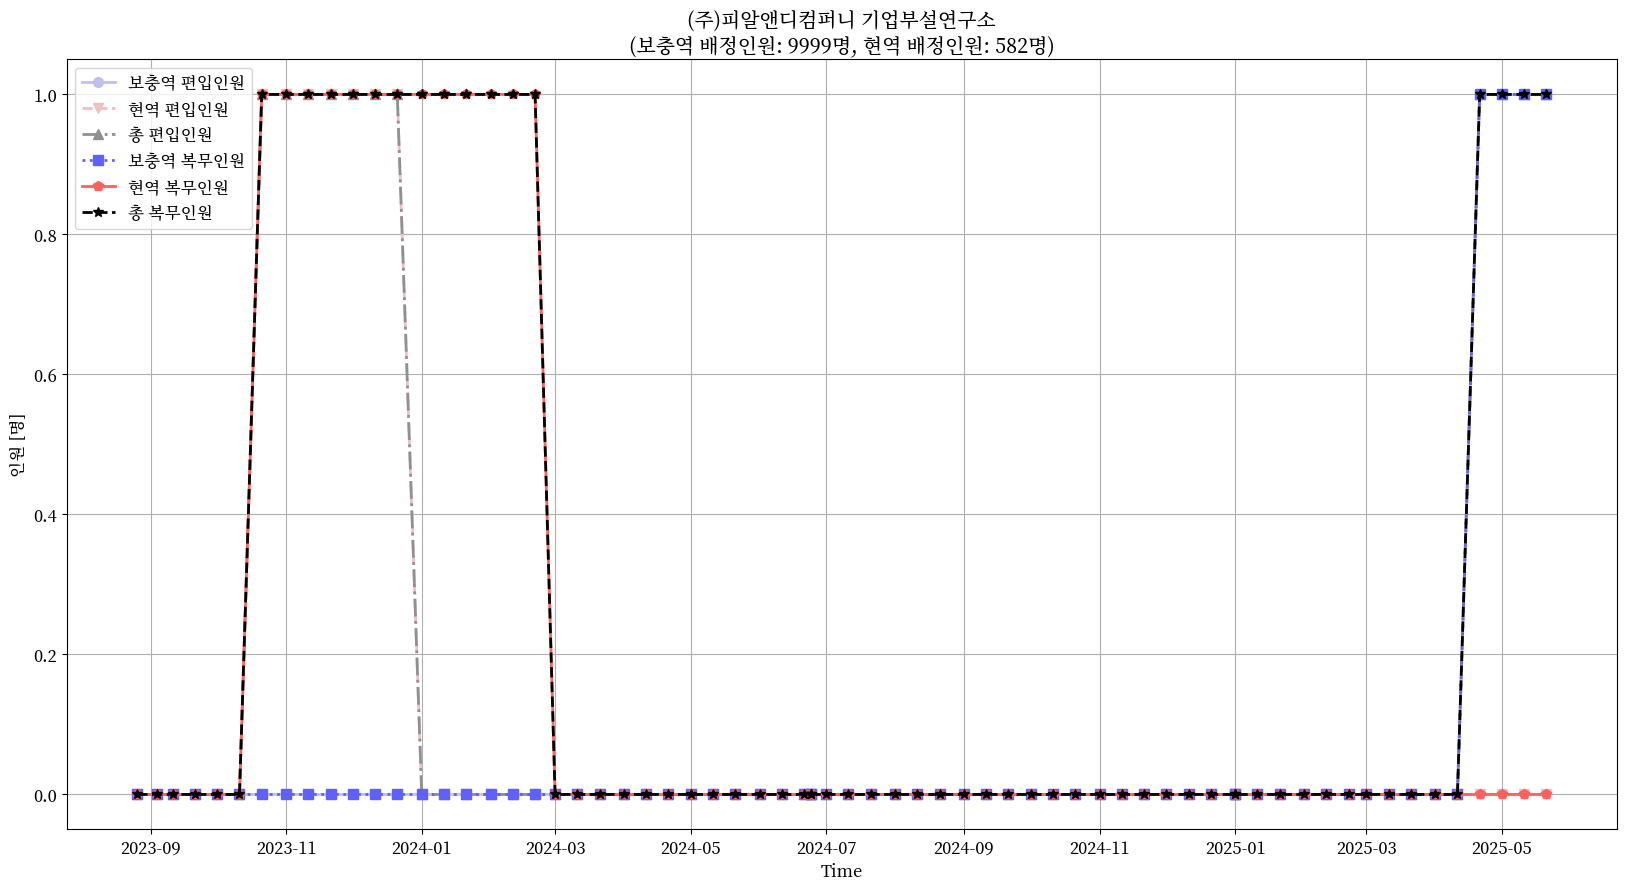 (주)피알앤디컴퍼니 기업부설연구소
(보충역 배정인원: 9999명, 현역 배정인원: 582명)
보충역 편입인원
현역 편입인원
총 편입인원
보충역 복무인원
현역 복무인원
총 복무인원
1.0
0.8
0.6
0.4
0.2
0.0
인원 [명]
2023-09
2023-11
2024-01
2024-03
2024-05
2024-07
2024-09
2024-11
2025-01
2025-03
2025-05
Time